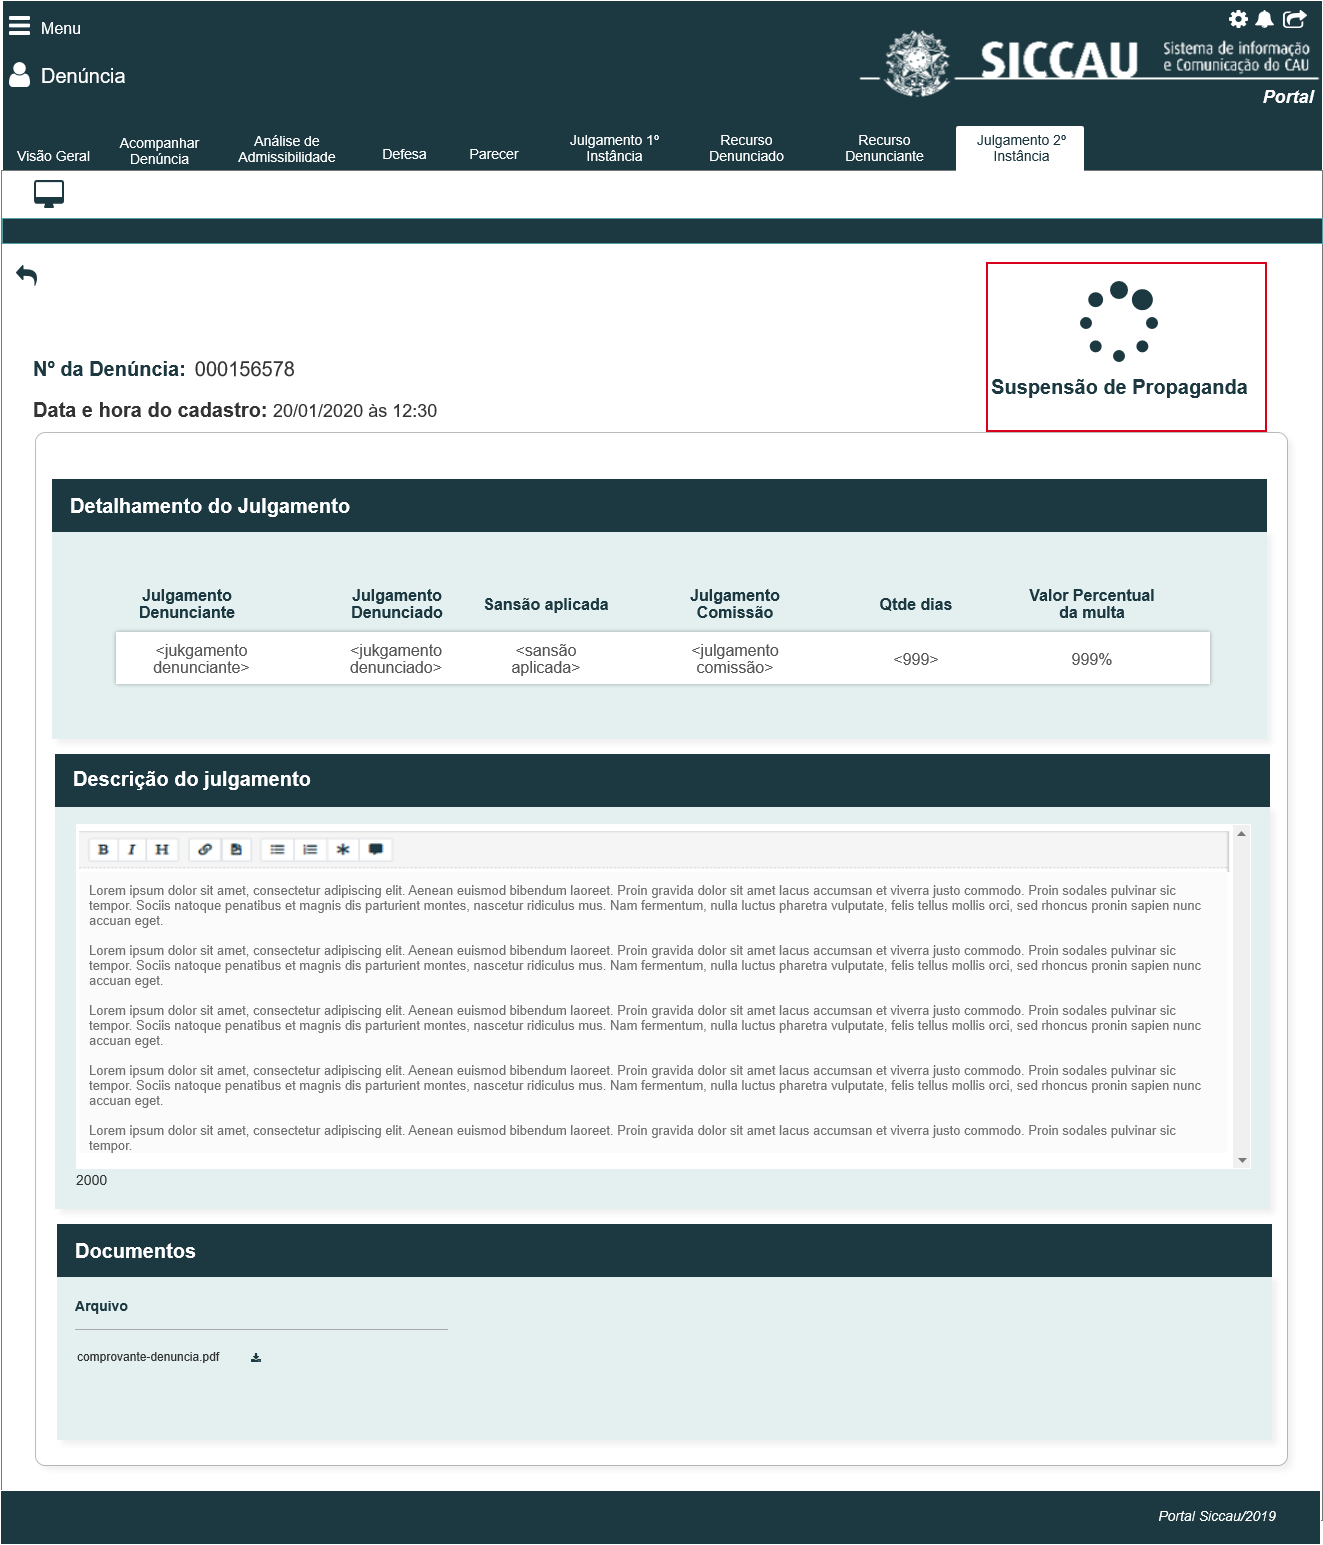 Menu
Denúncia
SICCAU
Sistema de informação
e Comunicação do CAU
Portal
Visão Geral
Acompanhar
Denúncia
Análise de
Admissibilidade
Defesa
Parecer
Julgamento 1º
Instância
Recurso
Denunciado
Recurso
Denunciante
Julgamento 2º
Instância
Suspensão de Propaganda
Nº da Denúncia: 000156578
Data e hora do cadastro: 20/01/2020 às 12:30
Detalhamento do Julgamento
Julgamento
Denunciante
Julgamento
Denunciado
Sansão aplicada
Julgamento
Comissão
Qtde dias
Valor Percentual
da multa
<jukgamento
denunciante>
<jukgamento
denunciado>
<sansão
aplicada>
<julgamento
comissão>
<999>
999%
Descrição do julgamento
B I H
Lorem ipsum dolor sit amet, consectetur adipiscing elit. Aenean euismod bibendum laoreet. Proin gravida dolor sit amet lacus accumsan et viverra justo commodo. Proin sodales pulvinar sic
tempor. Sociis natoque penatibus et magnis dis parturient montes, nascetur ridiculus mus. Nam fermentum, nulla luctus pharetra vulputate, felis tellus mollis orci, sed rhoncus pronin sapien nunc
accuan eget.
Lorem ipsum dolor sit amet, consectetur adipiscing elit. Aenean euismod bibendum laoreet. Proin gravida dolor sit amet lacus accumsan et viverra justo commodo. Proin sodales pulvinar sic
tempor. Sociis natoque penatibus et magnis dis parturient montes, nascetur ridiculus mus. Nam fermentum, nulla luctus pharetra vulputate, felis tellus mollis orci, sed rhoncus pronin sapien nunc
accuan eget.
Lorem ipsum dolor sit amet, consectetur adipiscing elit. Aenean euismod bibendum laoreet. Proin gravida dolor sit amet lacus accumsan et viverra justo commodo. Proin sodales pulvinar sic
tempor. Sociis natoque penatibus et magnis dis parturient montes, nascetur ridiculus mus. Nam fermentum, nulla luctus pharetra vulputate, felis tellus mollis orci, sed rhoncus pronin sapien nunc
accuan eget.
Lorem ipsum dolor sit amet, consectetur adipiscing elit. Aenean euismod bibendum laoreet. Proin gravida dolor sit amet lacus accumsan et viverra justo commodo. Proin sodales pulvinar sic
tempor. Sociis natoque penatibus et magnis dis parturient montes, nascetur ridiculus mus. Nam fermentum, nulla luctus pharetra vulputate, felis tellus mollis orci, sed rhoncus pronin sapien nunc
accuan eget.
Lorem ipsum dolor sit amet, consectetur adipiscing elit. Aenean euismod bibendum laoreet. Proin gravida dolor sit amet lacus accumsan et viverra justo commodo. Proin sodales pulvinar sic
tempor.
2000
Documentos
Arquivo
comprovante-denuncia.pdf
Portal Siccau/2019